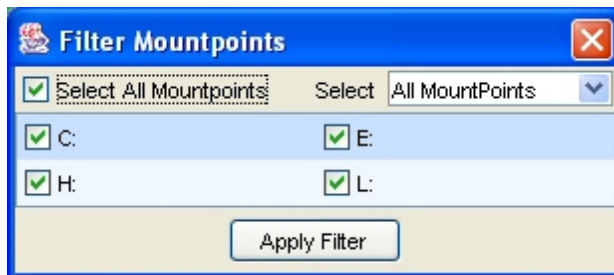 Filter Mountpoints
Select All Mountpoints Select All MountPoints
C: E:
H: L:
Apply Filter